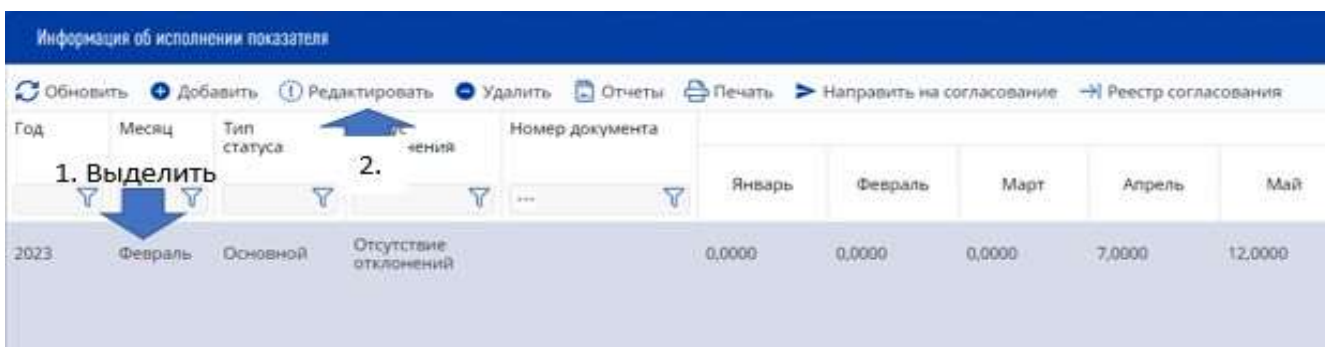 Информация об исполнении показателя
Обновить Добавить Редактировать Удалить Отчеты Печать Направить на согласование Реестр согласования
Год Месяц Тип статуса Номер документа
1. Выделить 2.
...
Январь Февраль Март Апрель Май
2023 Февраль Основной Отсутствие отклонений 0,0000 0,0000 0,0000 7,0000 12,0000